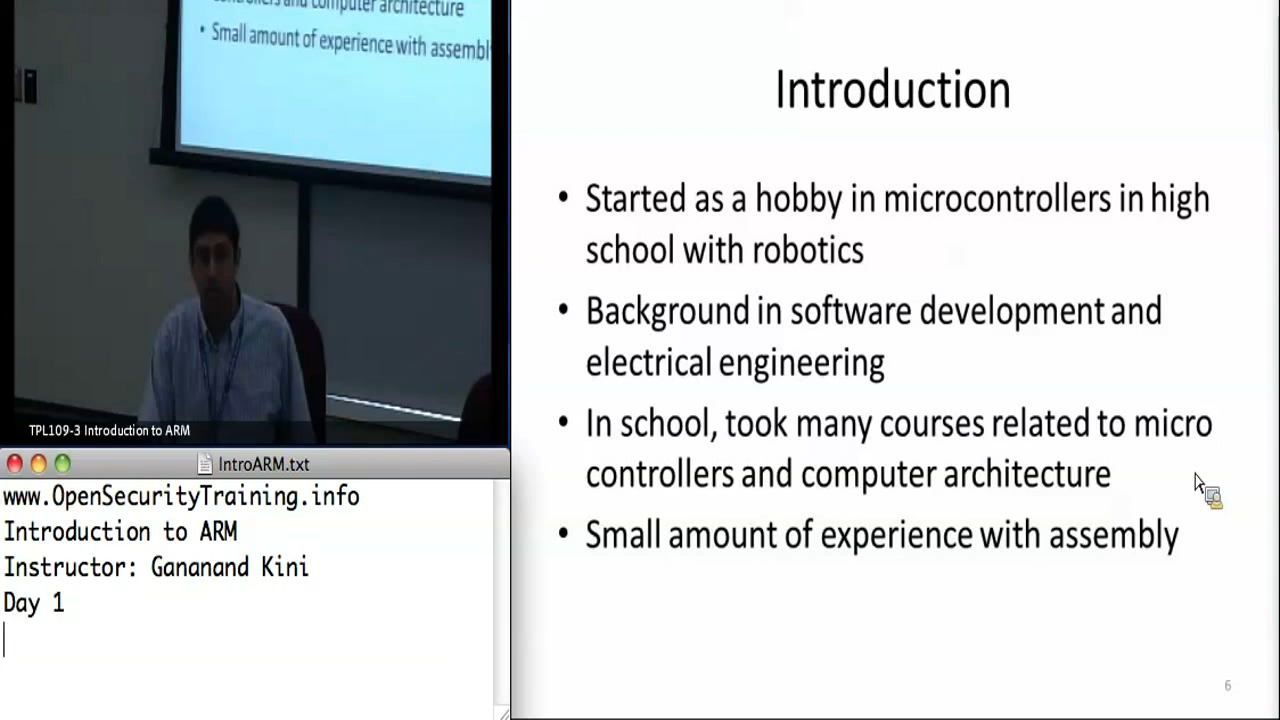 controllers and computer architecture
• Small amount of experience with assembly
TPL109-3 Introduction to ARM
IntroARM.txt
www.OpenSecurityTraining.info
Introduction to ARM
Instructor: Gananand Kini
Day 1
Introduction
• Started as a hobby in microcontrollers in high
school with robotics
• Background in software development and
electrical engineering
• In school, took many courses related to micro
controllers and computer architecture
• Small amount of experience with assembly
6